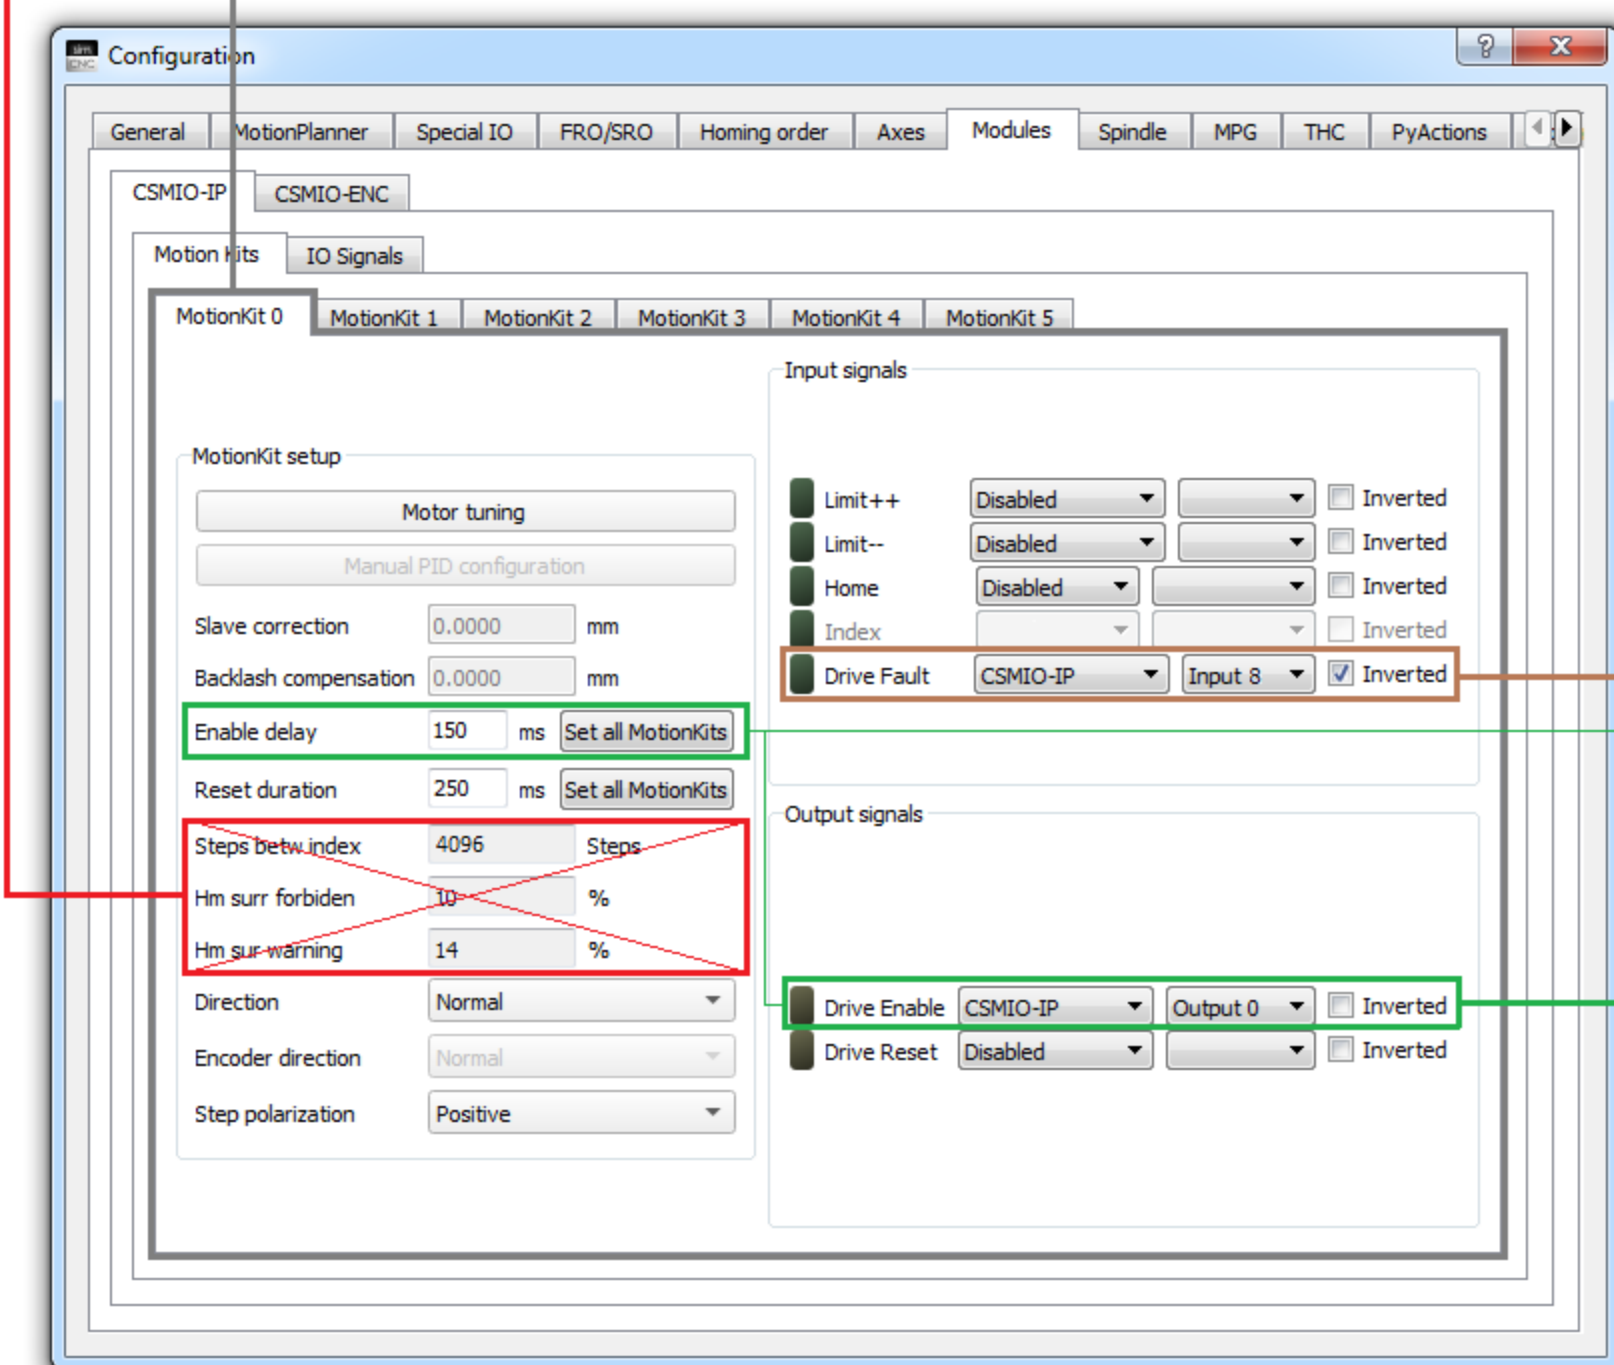 sim
CNC
Configuration
?
x
General
MotionPlanner
Special IO
FRO/SRO
Homing order
Axes
Modules
Spindle
MPG
THC
PyActions
CSMIO-IP
CSMIO-ENC
Motion Kits
IO Signals
MotionKit 0
MotionKit 1
MotionKit 2
MotionKit 3
MotionKit 4
MotionKit 5
MotionKit setup
Motor tuning
Manual PID configuration
Slave correction 0.0000 mm
Backlash compensation 0.0000 mm
Enable delay 150 ms Set all MotionKits
Reset duration 250 ms Set all MotionKits
Steps betw index 4096 Steps
Hm surr forbiden 10 %
Hm sur warning 14 %
Direction Normal
Encoder direction Normal
Step polarization Positive
Input signals
Limit++ Disabled Inverted
Limit-- Disabled Inverted
Home Disabled Inverted
Index Inverted
Drive Fault CSMIO-IP Input 8 Inverted
Output signals
Drive Enable CSMIO-IP Output 0 Inverted
Drive Reset Disabled Inverted